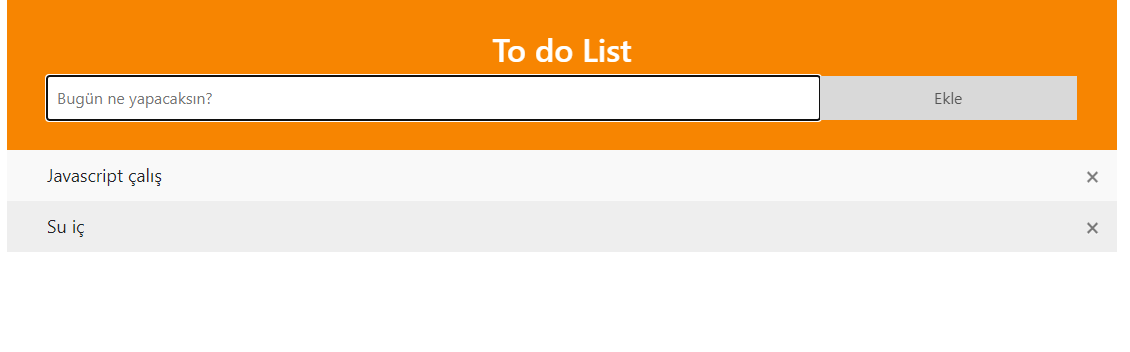 To do List
Bugün ne yapacaksın?
Ekle
Javascript çalış
×
Su iç
×